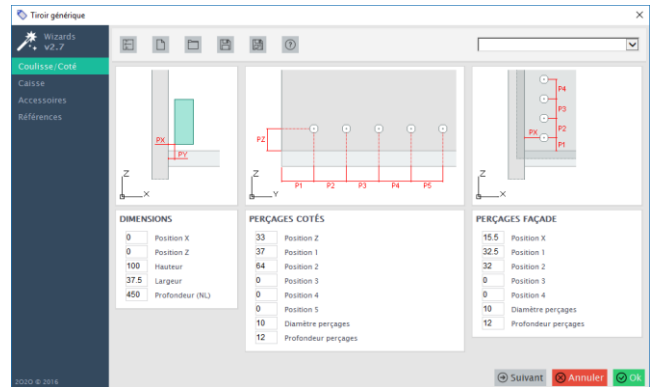 Tiroir générique
Wizards
v2.7
Coulisse/Coté
Caisse
Accessoires
Références
PX
PY
Z
X
PZ
P1 P2 P3 P4 P5
Z
Y
P4
P3
PX P2
P1
Z
X
DIMENSIONS
0 Position X
0 Position Z
100 Hauteur
37.5 Largeur
450 Profondeur (NL)
PERÇAGES COTÉS
33 Position Z
37 Position 1
64 Position 2
0 Position 3
0 Position 4
0 Position 5
10 Diamètre perçages
12 Profondeur perçages
PERÇAGES FAÇADE
15.5 Position X
32.5 Position 1
32 Position 2
0 Position 3
0 Position 4
10 Diamètre perçages
12 Profondeur perçages
2O2O © 2016
Suivant Annuler Ok